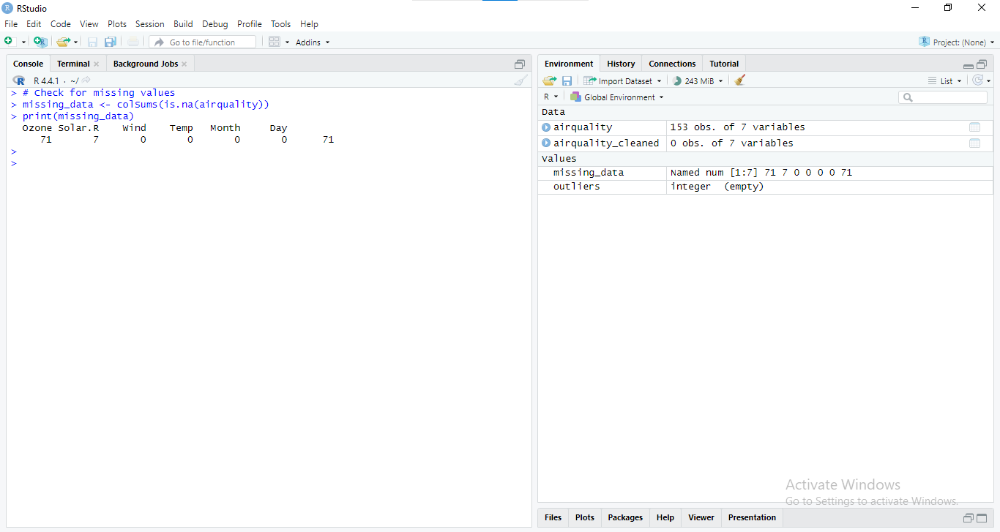 RStudio
File Edit Code View Plots Session Build Debug Profile Tools Help
Go to file/function Addins Project: (None)
Console Terminal Background Jobs
R 4.4.1 · ~/
> # Check for missing values
> missing_data <- colSums(is.na(airquality))
> print(missing_data)
Ozone Solar.R Wind Temp Month Day
71 7 0 0 0 0 71
>
>
Environment History Connections Tutorial
Import Dataset 243 MiB List
R Global Environment
Data
airquality 153 obs. of 7 variables
airquality_cleaned 0 obs. of 7 variables
Values
missing_data Named num [1:7] 71 7 0 0 0 0 71
outliers integer (empty)
Activate Windows
Go to Settings to activate Windows.
Files Plots Packages Help Viewer Presentation